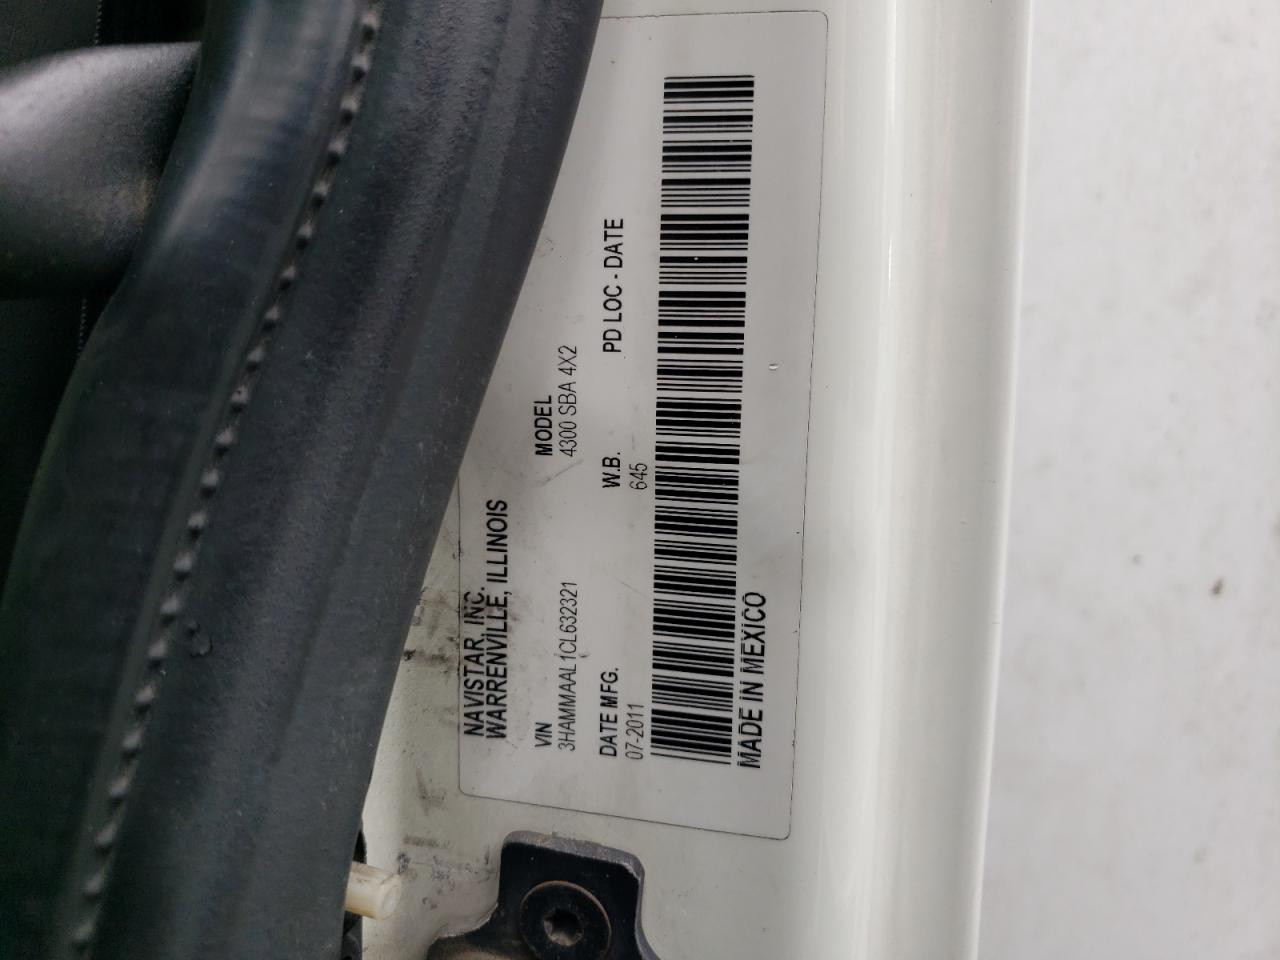 NAVISTAR, INC.
WARRENVILLE, ILLINOIS
VIN MODEL
3HAMMAAL1CL632321 4300 SBA 4X2
DATE MFG. W.B. PD LOC - DATE
07-2011 645
MADE IN MEXICO